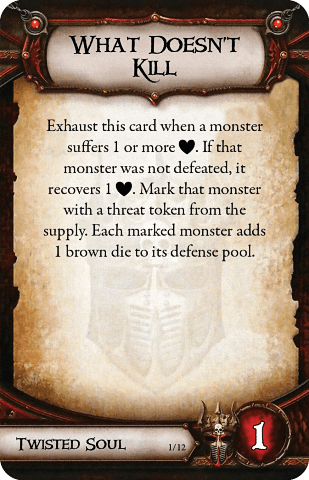 What Doesn't
Kill
Exhaust this card when a monster
suffers 1 or more ♥. If that
monster was not defeated, it
recovers 1 ♥. Mark that monster
with a threat token from the
supply. Each marked monster adds
1 brown die to its defense pool.
Twisted Soul
1/12
1